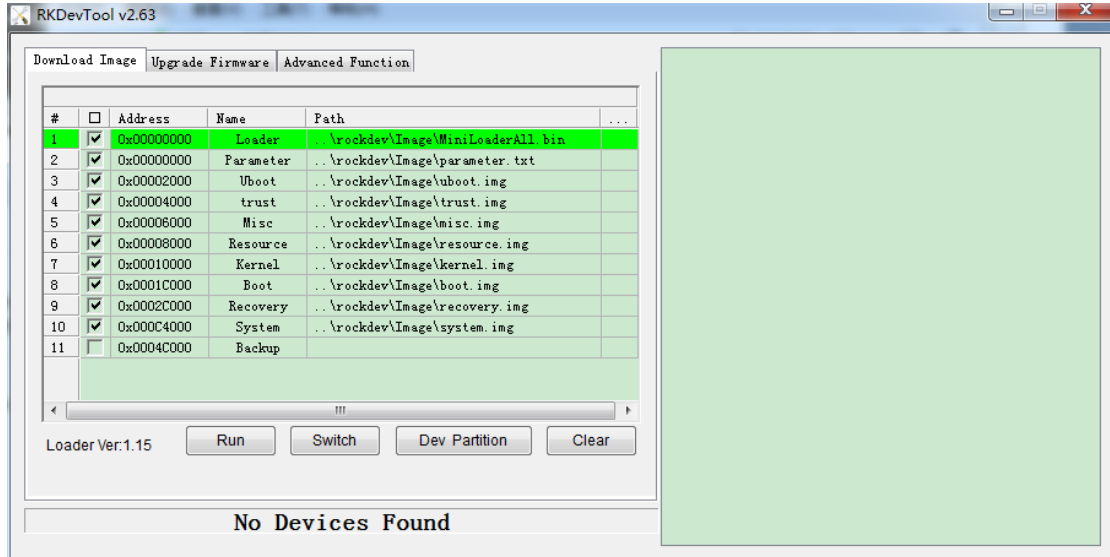 RKDevTool v2.63
Download Image Upgrade Firmware Advanced Function
# Address Name Path ...
1 0x00000000 Loader ..\rockdev\Image\MiniLoaderAll.bin
2 0x00000000 Parameter ..\rockdev\Image\parameter.txt
3 0x00002000 Uboot ..\rockdev\Image\uboot.img
4 0x00004000 trust ..\rockdev\Image\trust.img
5 0x00006000 Misc ..\rockdev\Image\misc.img
6 0x00008000 Resource ..\rockdev\Image\resource.img
7 0x00010000 Kernel ..\rockdev\Image\kernel.img
8 0x0001C000 Boot ..\rockdev\Image\boot.img
9 0x0002C000 Recovery ..\rockdev\Image\recovery.img
10 0x000C4000 System ..\rockdev\Image\system.img
11 0x0004C000 Backup
Loader Ver:1.15 Run Switch Dev Partition Clear
No Devices Found